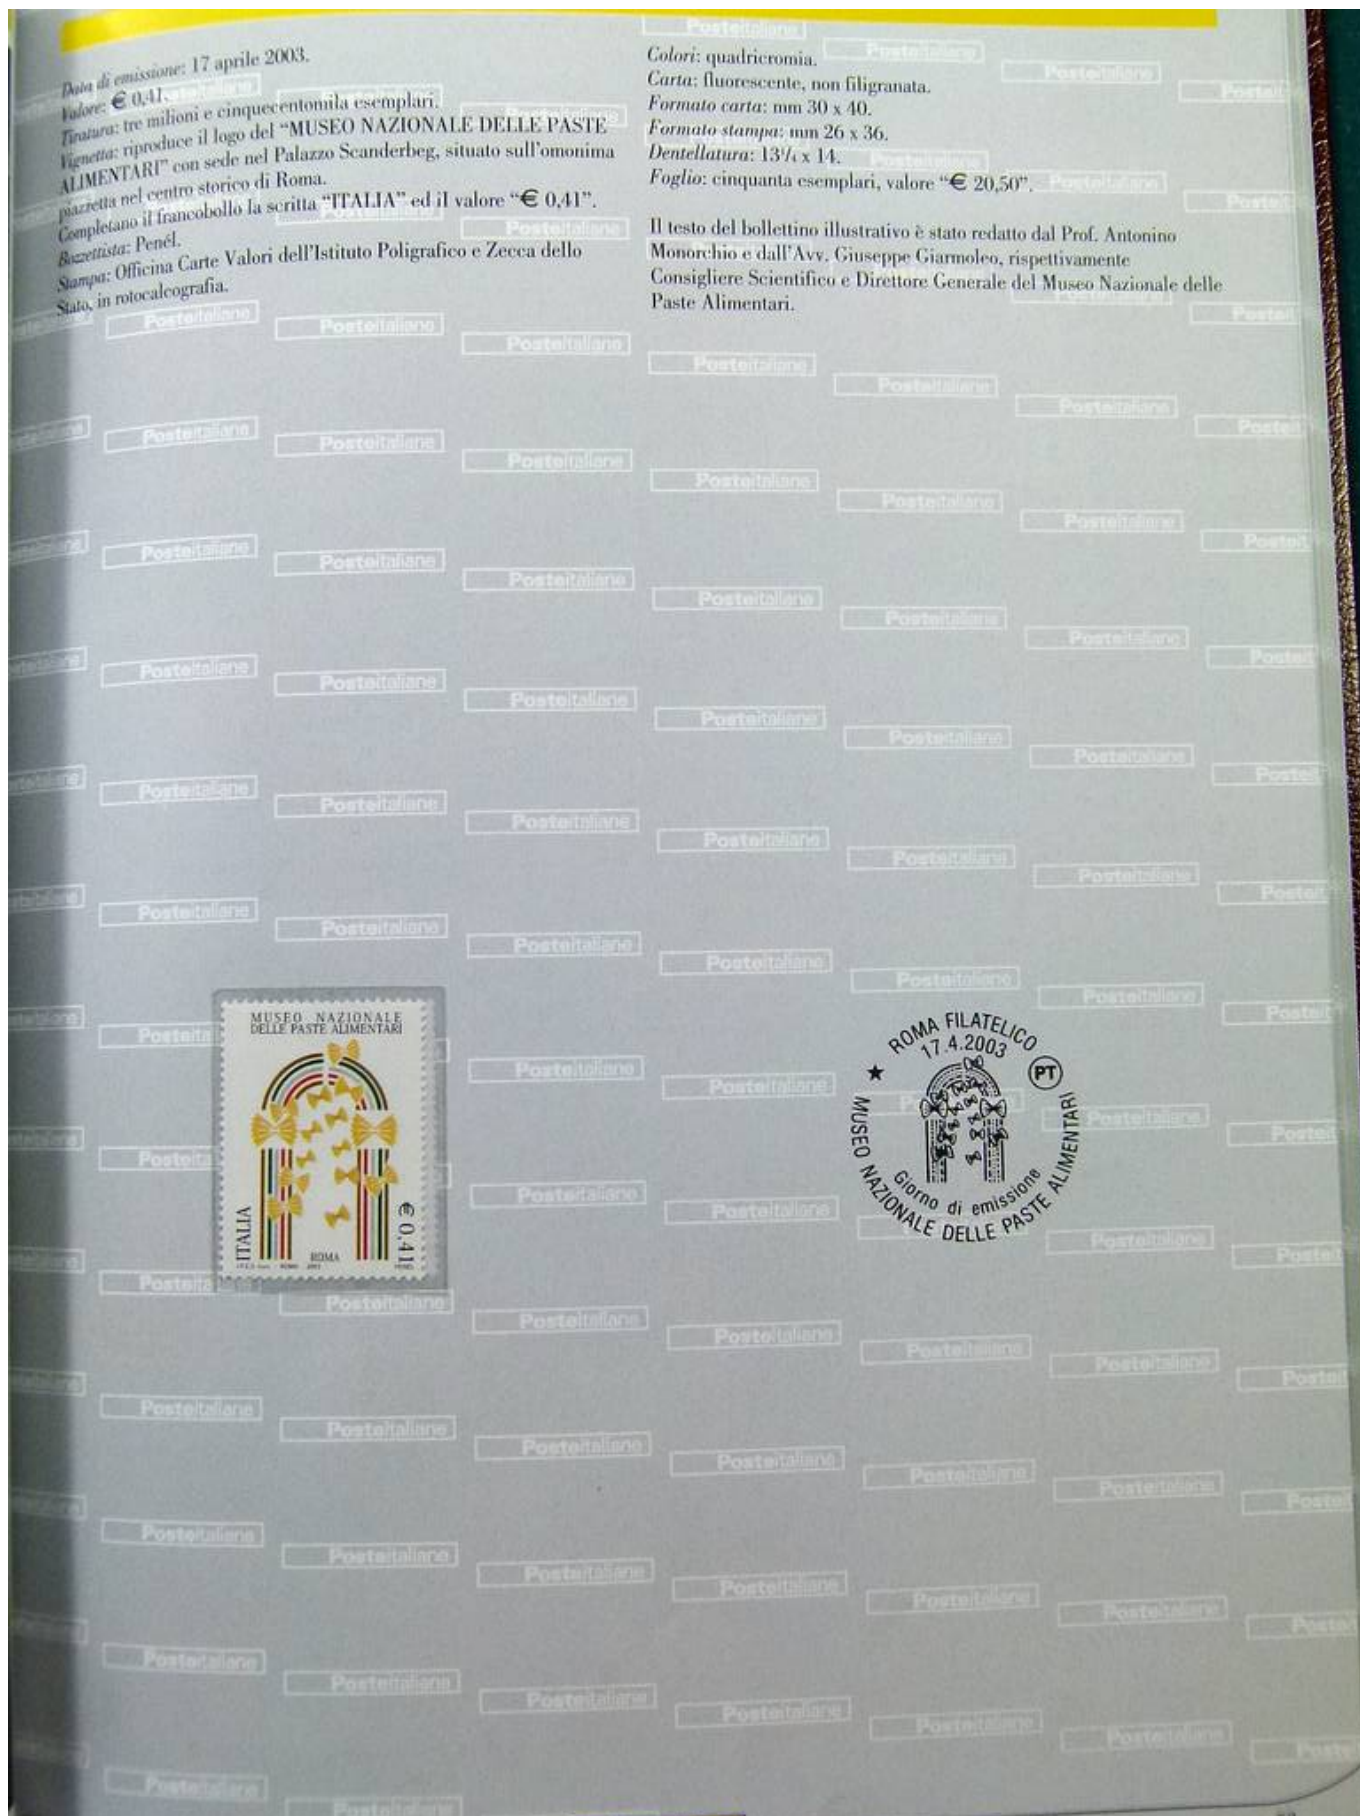 Data di emissione: 17 aprile 2003.
Valore: € 0,41.
Tiratura: tre milioni e cinquecentomila esemplari.
Vignetta: riproduce il logo del “MUSEO NAZIONALE DELLE PASTE
ALIMENTARI” con sede nel Palazzo Scanderbeg, situato sull'omonima
piazzetta nel centro storico di Roma.
Completano il francobollo la scritta “ITALIA” ed il valore “€ 0,41”.
Bozzettista: Penél.
Stampa: Officina Carte Valori dell'Istituto Poligrafico e Zecca dello
Stato, in rotocalcografia.
Colori: quadricromia.
Carta: fluorescente, non filigranata.
Formato carta: mm 30 x 40.
Formato stampa: mm 26 x 36.
Dentellatura: 13¼ x 14.
Foglio: cinquanta esemplari, valore “€ 20,50”.
Il testo del bollettino illustrativo è stato redatto dal Prof. Antonino
Monorchio e dall'Avv. Giuseppe Giarmoleo, rispettivamente
Consigliere Scientifico e Direttore Generale del Museo Nazionale delle
Paste Alimentari.
MUSEO NAZIONALE
DELLE PASTE ALIMENTARI
ITALIA
€ 0,41
ROMA
ROMA FILATELICO
17.4.2003
PT
MUSEO NAZIONALE DELLE PASTE ALIMENTARI
Giorno di emissione
Posteitaliane